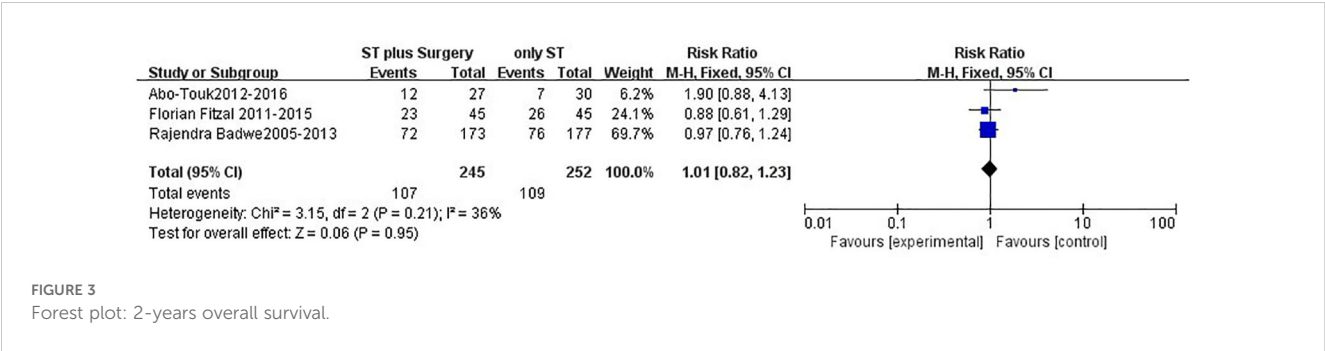 ST plus Surgery only ST Risk Ratio Risk Ratio
Study or Subgroup Events Total Events Total Weight M-H, Fixed, 95% CI M-H, Fixed, 95% CI
Abo-Touk2012-2016 12 27 7 30 6.2% 1.90 [0.88, 4.13]
Florian Fitzal 2011-2015 23 45 26 45 24.1% 0.88 [0.61, 1.29]
Rajendra Badwe2005-2013 72 173 76 177 69.7% 0.97 [0.76, 1.24]
Total (95% CI) 245 252 100.0% 1.01 [0.82, 1.23]
Total events 107 109
Heterogeneity: Chi² = 3.15, df = 2 (P = 0.21); I² = 36%
Test for overall effect: Z = 0.06 (P = 0.95)
0.01 0.1 1 10 100
Favours [experimental] Favours [control]
FIGURE 3
Forest plot: 2-years overall survival.